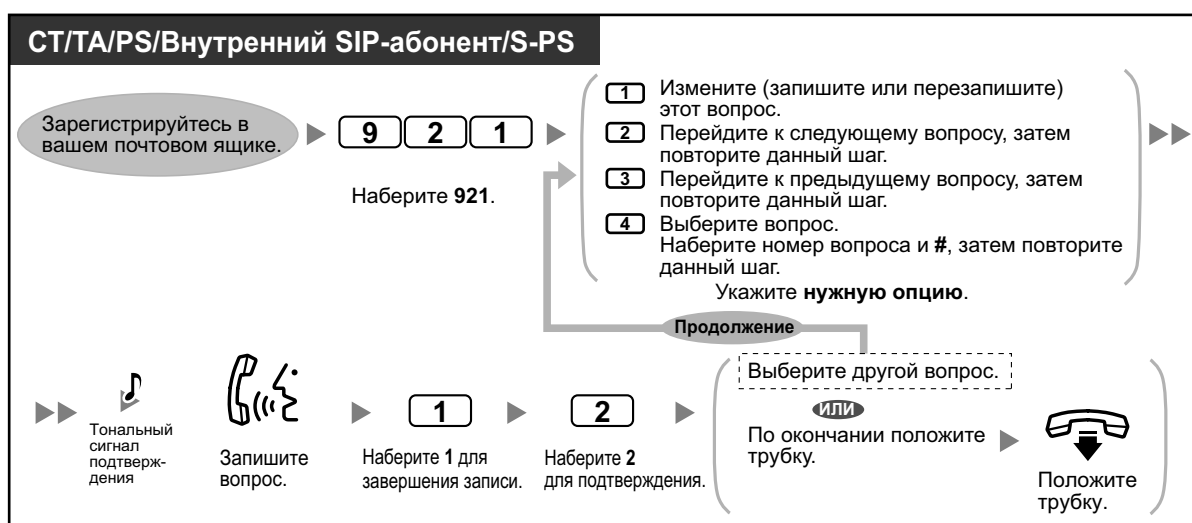 CT/TA/PS/Внутренний SIP-абонент/S-PS
Зарегистрируйтесь в
вашем почтовом ящике.
9 2 1
Наберите 921.
1 Измените (запишите или перезапишите)
этот вопрос.
2 Перейдите к следующему вопросу, затем
повторите данный шаг.
3 Перейдите к предыдущему вопросу, затем
повторите данный шаг.
4 Выберите вопрос.
Наберите номер вопроса и #, затем повторите
данный шаг.
Укажите нужную опцию.
Продолжение
Тональный
сигнал
подтверж-
дения
Запишите
вопрос.
1
Наберите 1 для
завершения записи.
2
Наберите 2
для подтверждения.
Выберите другой вопрос.
ИЛИ
По окончании положите
трубку.
Положите
трубку.